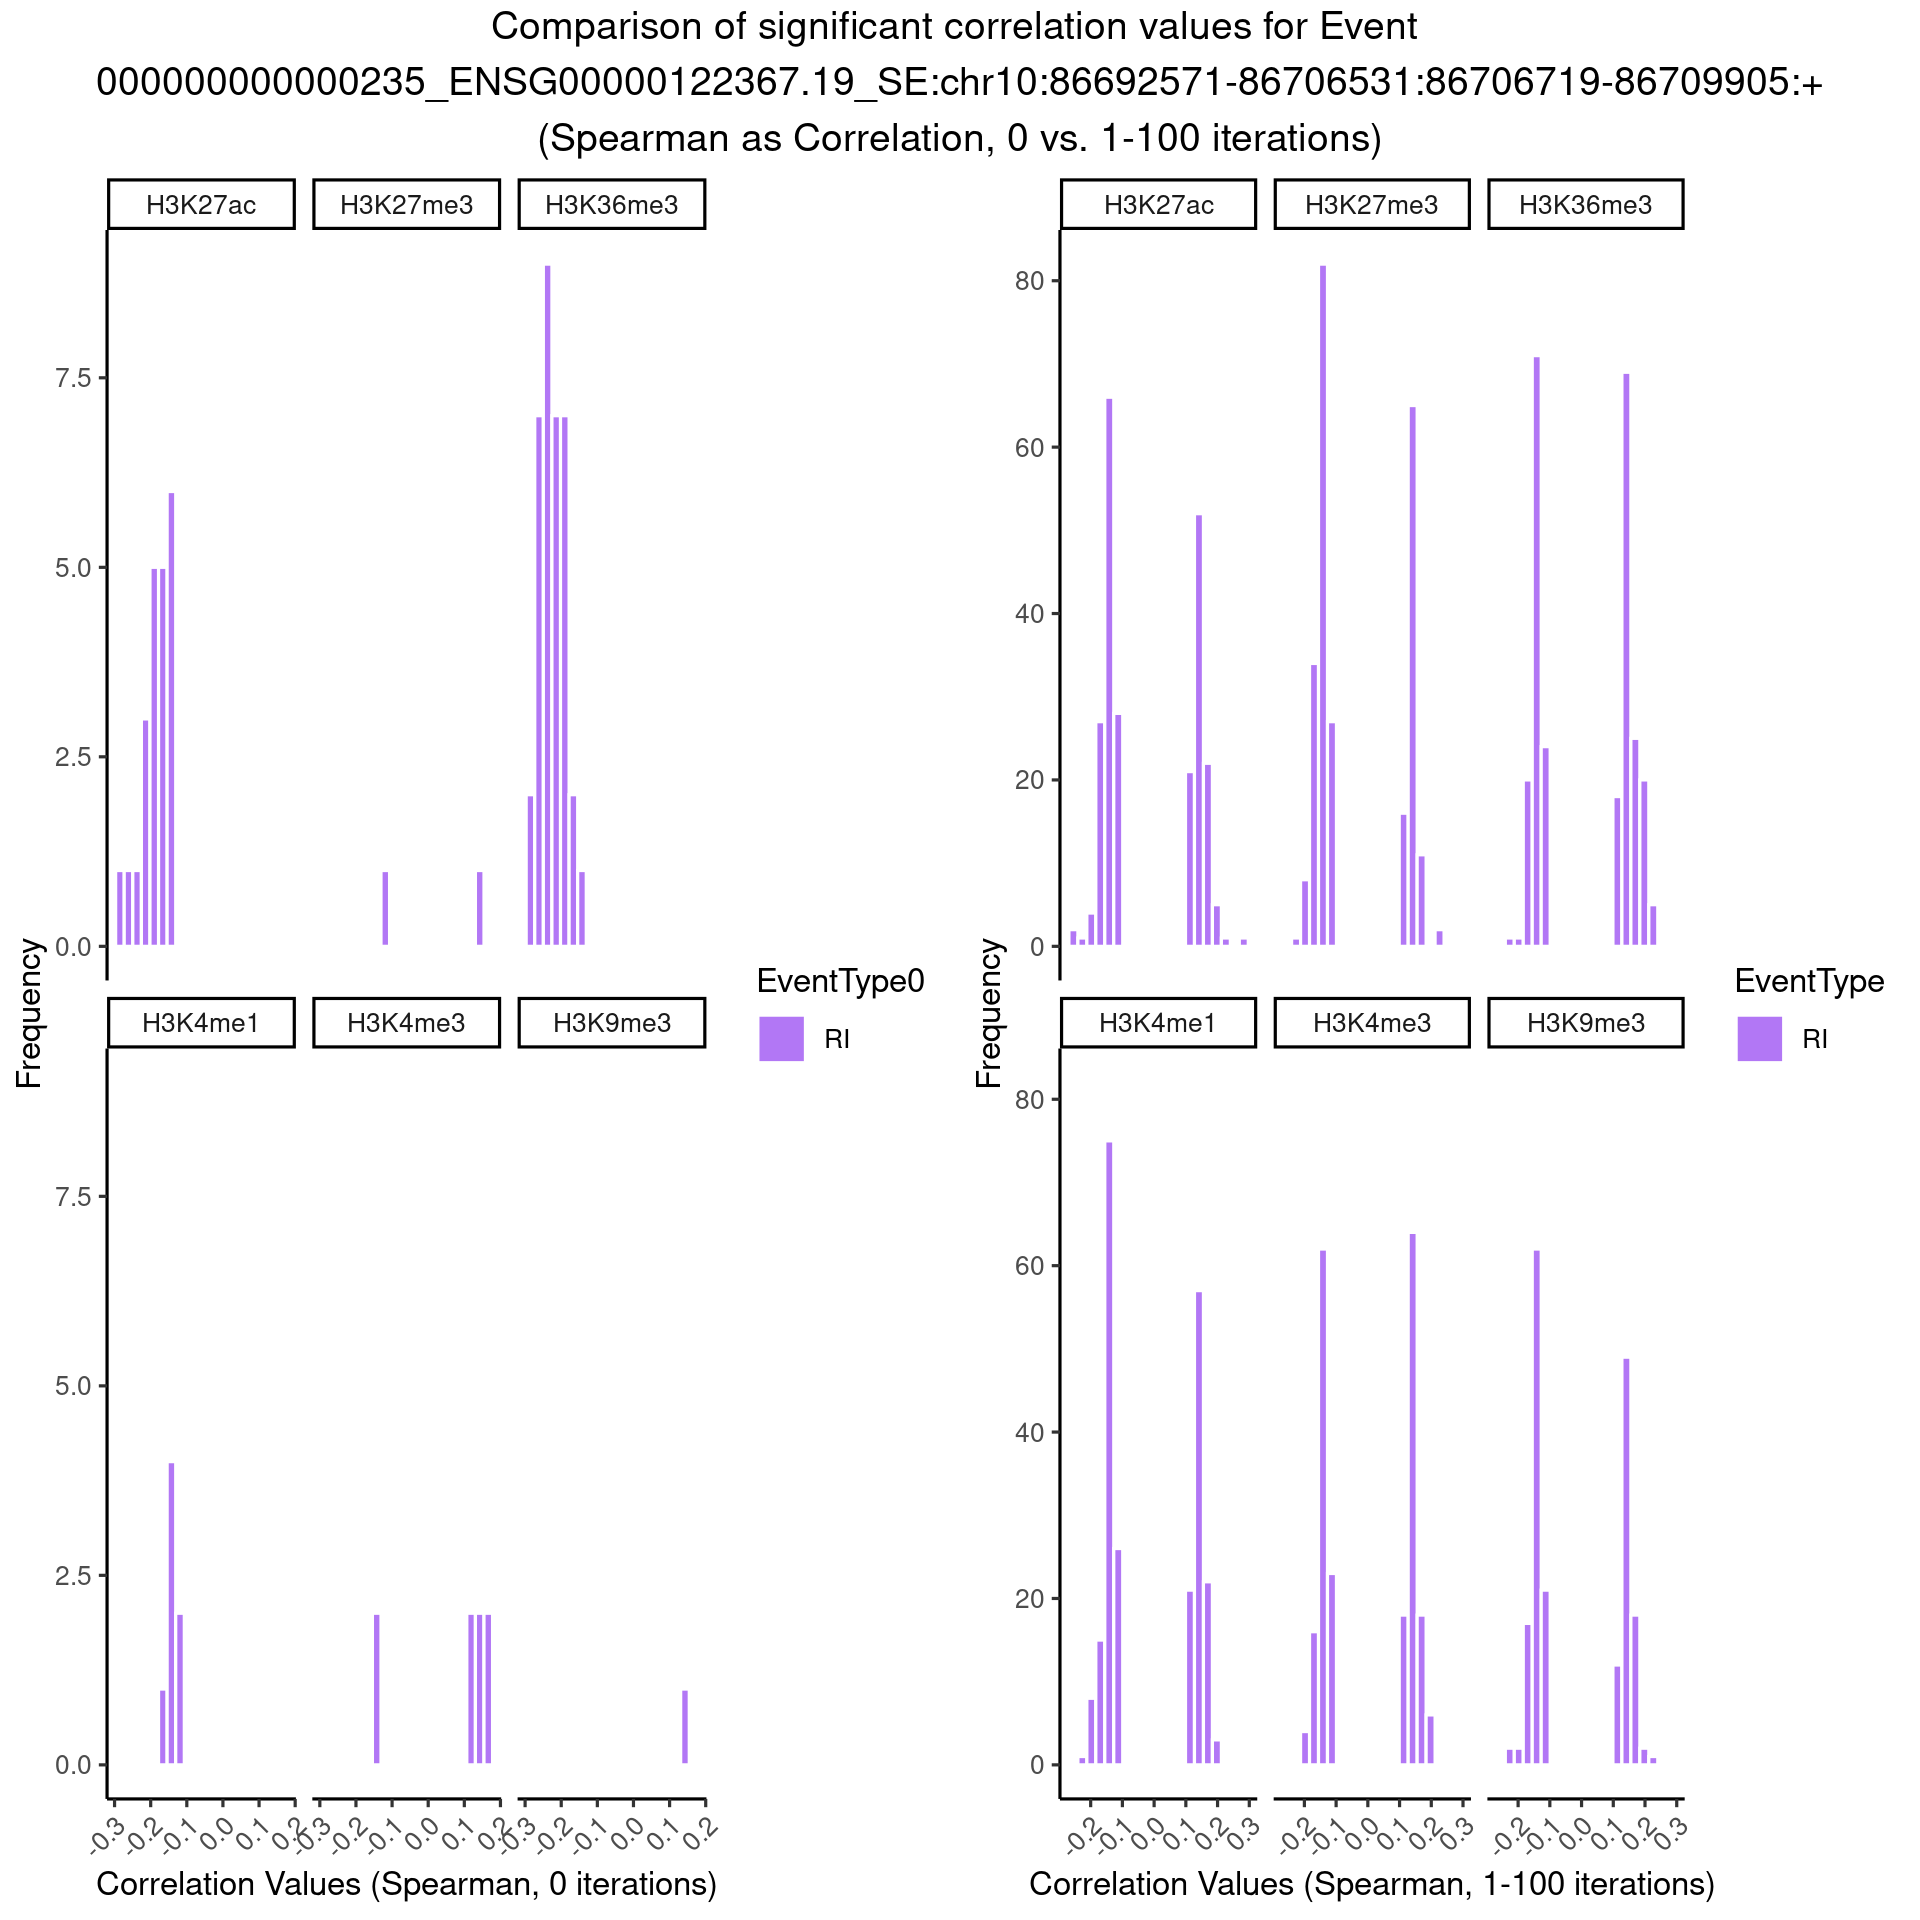 Comparison of significant correlation values for Event
000000000000235_ENSG00000122367.19_SE:chr10:86692571-86706531:86706719-86709905:+
(Spearman as Correlation, 0 vs. 1-100 iterations)
H3K27ac H3K27me3 H3K36me3
7.5
5.0
2.5
0.0
H3K4me1 H3K4me3 H3K9me3
7.5
5.0
2.5
0.0
Frequency
-0.3 -0.2 -0.1 0.0 0.1 0.2 -0.3 -0.2 -0.1 0.0 0.1 0.2 -0.3 -0.2 -0.1 0.0 0.1 0.2
Correlation Values (Spearman, 0 iterations)
EventType0
RI
H3K27ac H3K27me3 H3K36me3
80
60
40
20
0
H3K4me1 H3K4me3 H3K9me3
80
60
40
20
0
Frequency
-0.2 -0.1 0.0 0.1 0.2 0.3 -0.2 -0.1 0.0 0.1 0.2 0.3 -0.2 -0.1 0.0 0.1 0.2 0.3
Correlation Values (Spearman, 1-100 iterations)
EventType
RI